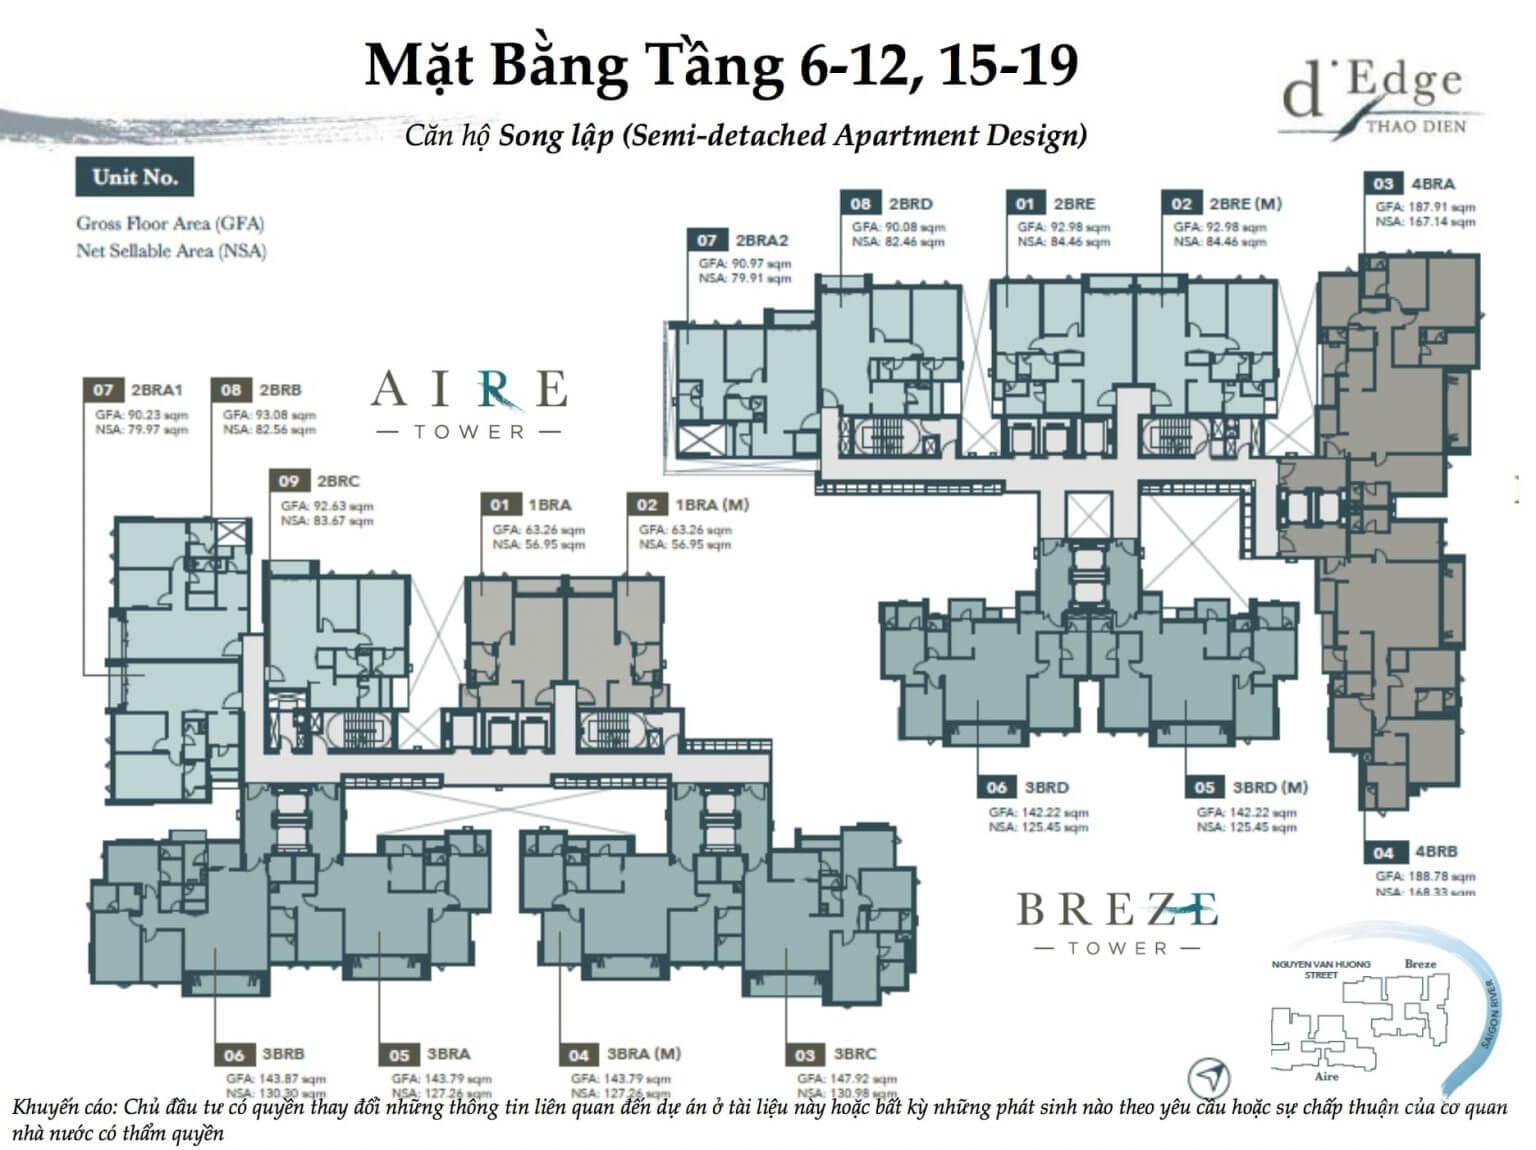 Mặt Bằng Tầng 6-12, 15-19
Căn hộ Song lập (Semi-detached Apartment Design)
d'Edge
THAO DIEN
Unit No.
Gross Floor Area (GFA)
Net Sellable Area (NSA)
03 4BRA
GFA: 187.91 sqm
NSA: 167.14 sqm
08 2BRD
GFA: 90.08 sqm
NSA: 82.46 sqm
01 2BRE
GFA: 92.98 sqm
NSA: 84.46 sqm
02 2BRE (M)
GFA: 92.98 sqm
NSA: 84.46 sqm
07 2BRA2
GFA: 90.97 sqm
NSA: 79.91 sqm
AIRE
TOWER
07 2BRA1
GFA: 90.23 sqm
NSA: 79.97 sqm
08 2BRB
GFA: 93.08 sqm
NSA: 82.56 sqm
09 2BRC
GFA: 92.63 sqm
NSA: 83.67 sqm
01 1BRA
GFA: 63.26 sqm
NSA: 56.95 sqm
02 1BRA (M)
GFA: 63.26 sqm
NSA: 56.95 sqm
06 3BRD
GFA: 142.22 sqm
NSA: 125.45 sqm
05 3BRD (M)
GFA: 142.22 sqm
NSA: 125.45 sqm
04 4BRB
GFA: 188.78 sqm
NSA: 168.33 sqm
BREZE
TOWER
NGUYEN VAN HUONG
STREET
Breze
SAIGON RIVER
Aire
06 3BRB
GFA: 143.87 sqm
NSA: 130.30 sqm
05 3BRA
GFA: 143.79 sqm
NSA: 127.26 sqm
04 3BRA (M)
GFA: 143.79 sqm
NSA: 127.26 sqm
03 3BRC
GFA: 147.92 sqm
NSA: 130.98 sqm
Khuyến cáo: Chủ đầu tư có quyền thay đổi những thông tin liên quan đến dự án ở tài liệu này hoặc bất kỳ những phát sinh nào theo yêu cầu hoặc sự chấp thuận của cơ quan
nhà nước có thẩm quyền